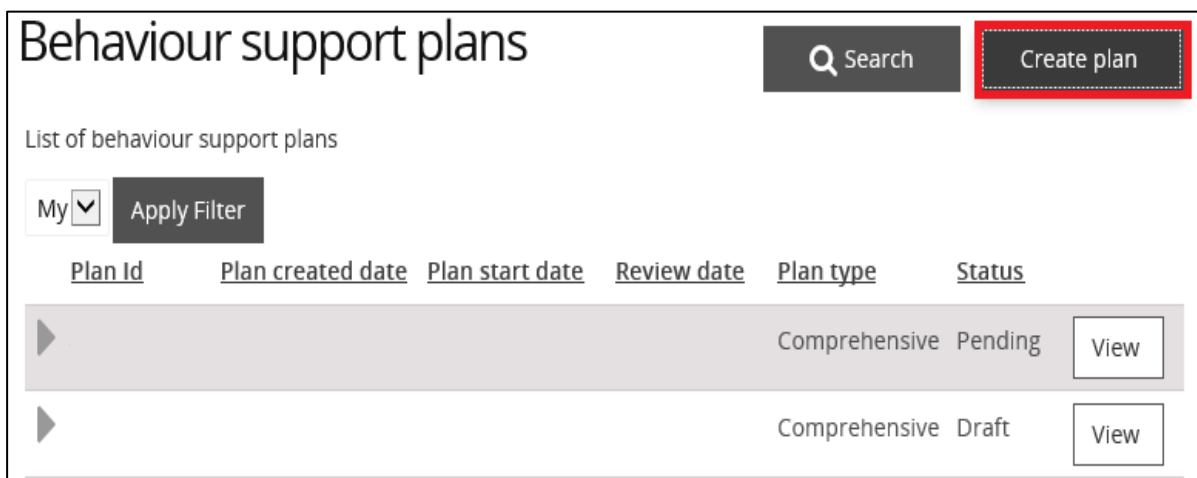 Behaviour support plans
Search
Create plan
List of behaviour support plans
My
Apply Filter
Plan Id Plan created date Plan start date Review date Plan type Status
Comprehensive Pending View
Comprehensive Draft View